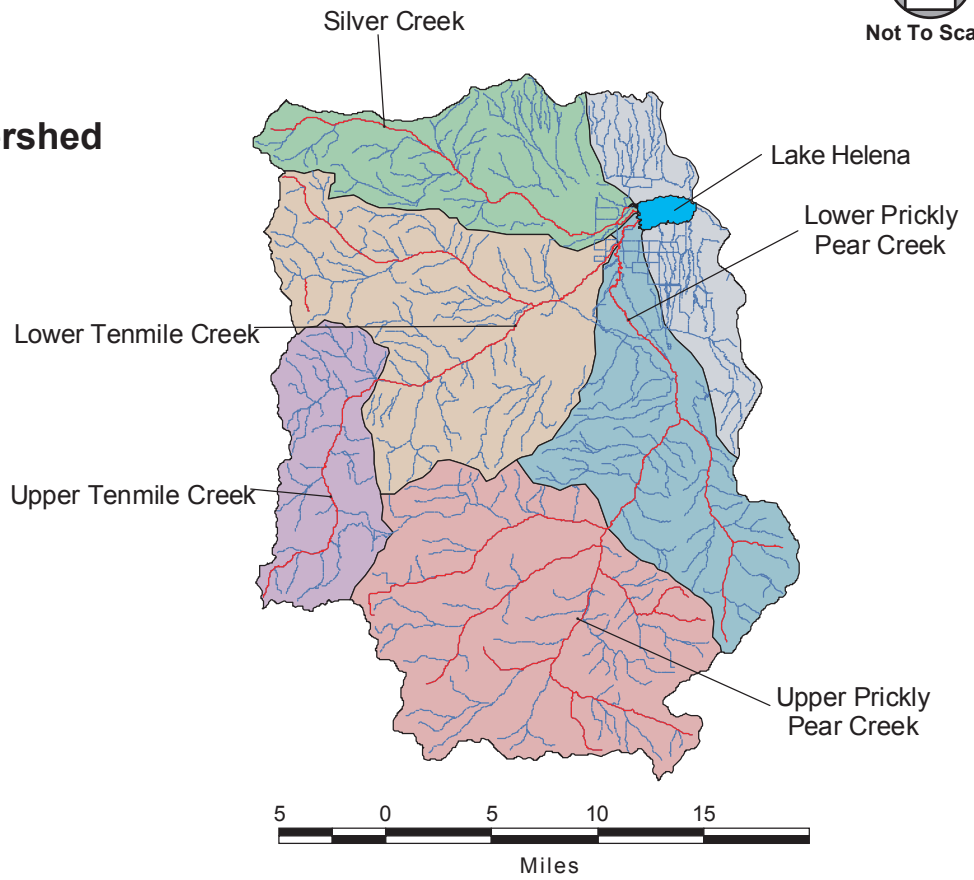 Silver Creek
Not To Sca
ershed
Lake Helena
Lower Prickly
Pear Creek
Lower Tenmile Creek
Upper Tenmile Creek
Upper Prickly
Pear Creek
5 0 5 10 15
Miles